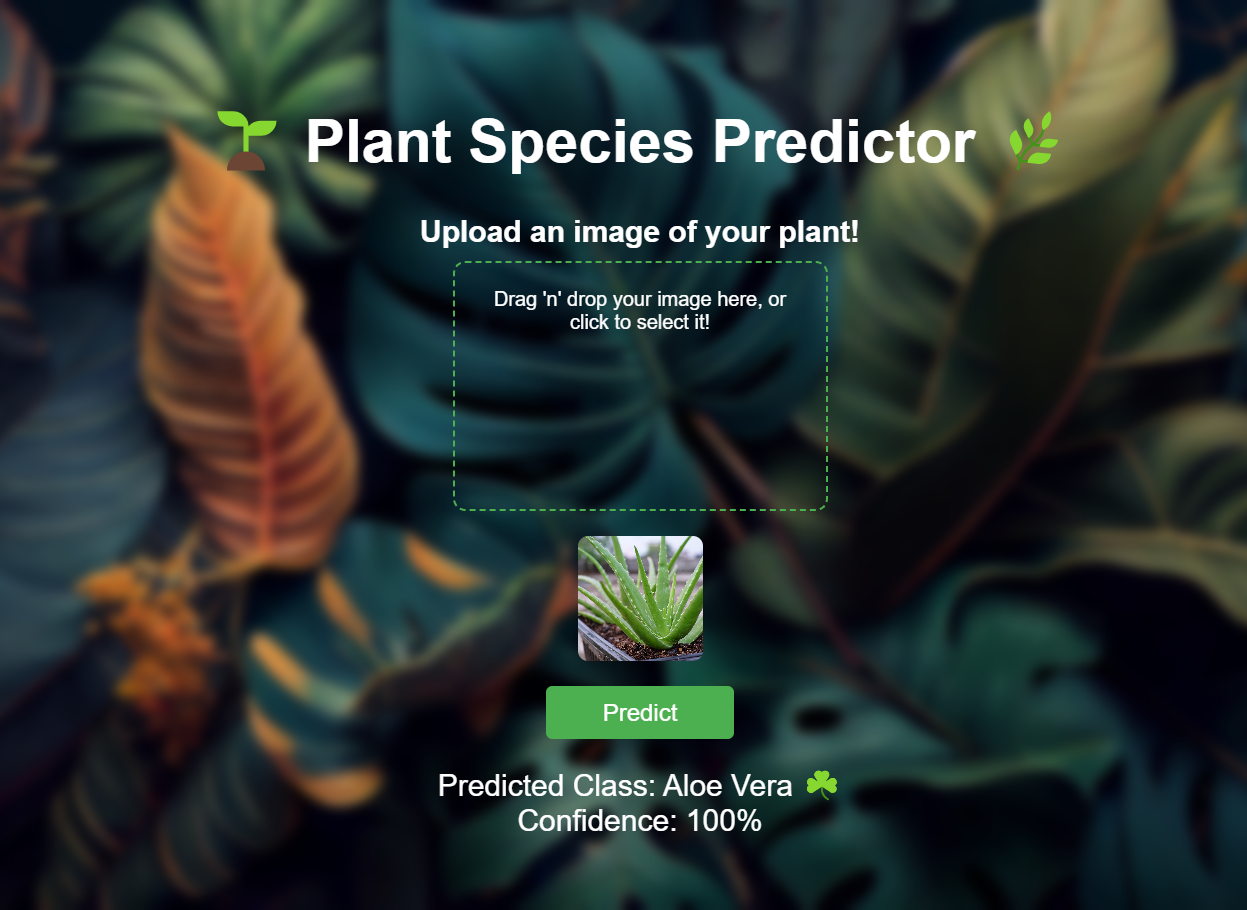 Plant Species Predictor
Upload an image of your plant!
Drag 'n' drop your image here, or
click to select it!
Predict
Predicted Class: Aloe Vera ☘️
Confidence: 100%